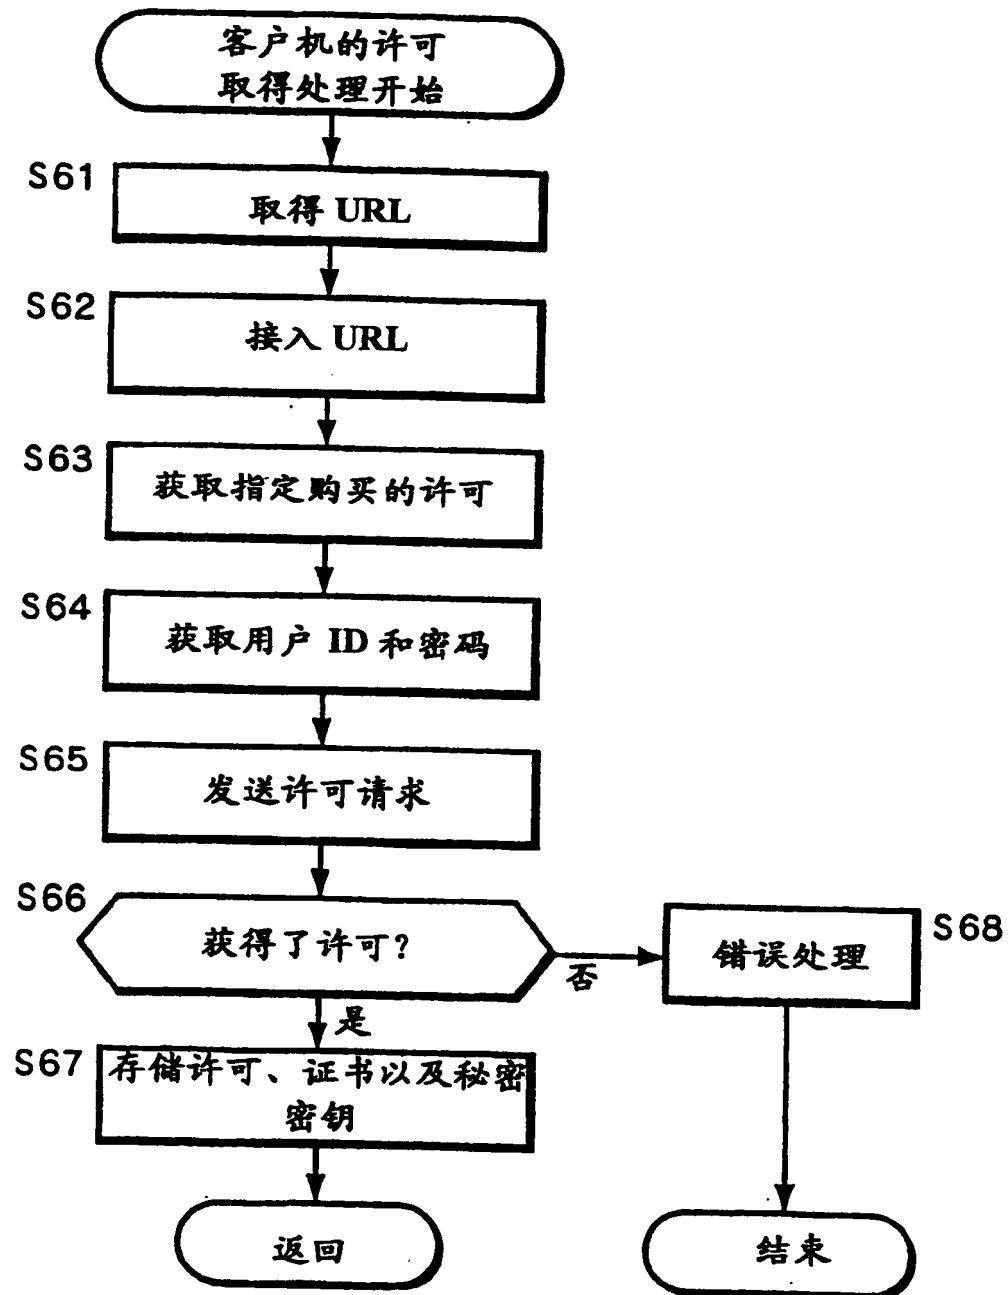 客户机的许可
取得处理开始
S61
取得 URL
S62
接入 URL
S63
获取指定购买的许可
S64
获取用户 ID 和密码
S65
发送许可请求
S66
获得了许可?
否
S68
错误处理
是
S67
存储许可、证书以及秘密
密钥
返回
结束